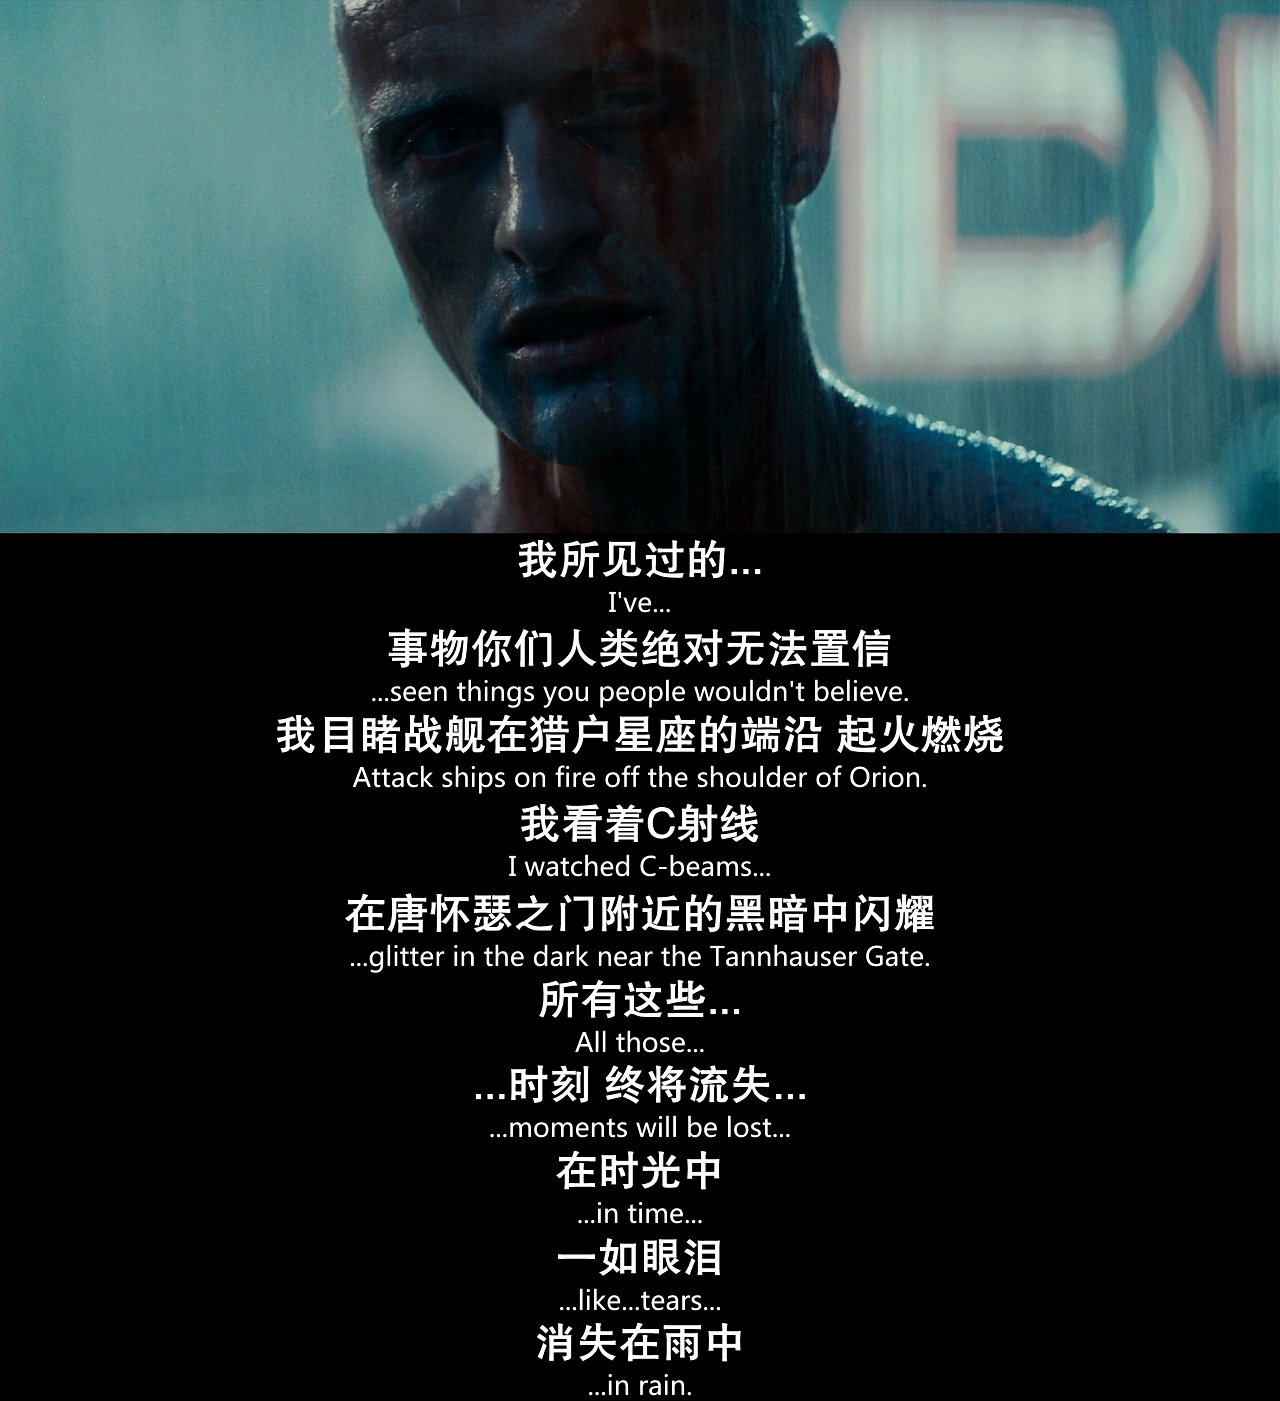 我所见过的...
I've...
事物你们人类绝对无法置信
...seen things you people wouldn't believe.
我目睹战舰在猎户星座的端沿 起火燃烧
Attack ships on fire off the shoulder of Orion.
我看着C射线
I watched C-beams...
在唐怀瑟之门附近的黑暗中闪耀
...glitter in the dark near the Tannhauser Gate.
所有这些...
All those...
...时刻 终将流失...
...moments will be lost...
在时光中
...in time...
一如眼泪
...like...tears...
消失在雨中
...in rain.